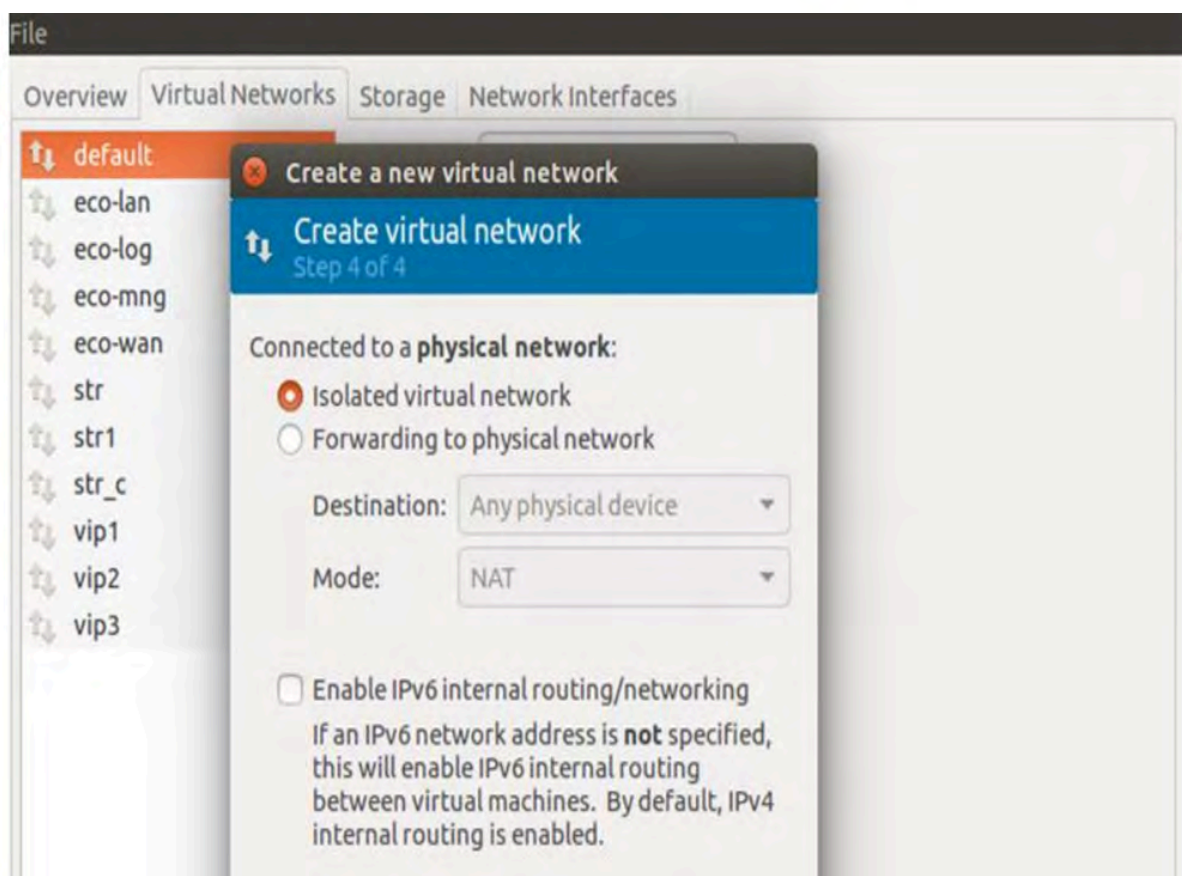 File
Overview Virtual Networks Storage Network Interfaces
default
eco-lan
eco-log
eco-mng
eco-wan
str
str1
str_c
vip1
vip2
vip3
Create a new virtual network
Create virtual network
Step 4 of 4
Connected to a physical network:
Isolated virtual network
Forwarding to physical network
Destination: Any physical device
Mode: NAT
Enable IPv6 internal routing/networking
If an IPv6 network address is not specified,
this will enable IPv6 internal routing
between virtual machines. By default, IPv4
internal routing is enabled.